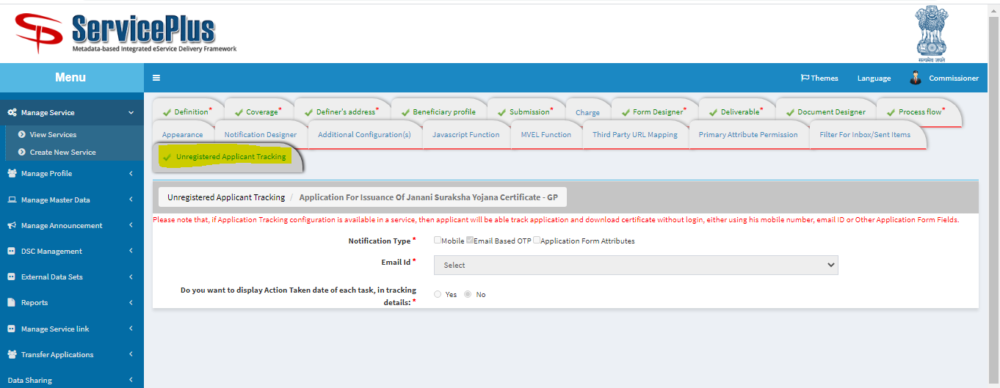 ServicePlus
Metadata-based Integrated eService Delivery Framework
सत्यमेव जयते
Menu
Themes Language Commissioner
Manage Service
View Services
Create New Service
Manage Profile
Manage Master Data
Manage Announcement
DSC Management
External Data Sets
Reports
Manage Service link
Transfer Applications
Data Sharing
Definition* Coverage* Definer's address* Beneficiary profile Submission* Charge Form Designer* Deliverable* Document Designer Process flow*
Appearance Notification Designer Additional Configuration(s) Javascript Function MVEL Function Third Party URL Mapping Primary Attribute Permission Filter For Inbox/Sent Items
Unregistered Applicant Tracking
Unregistered Applicant Tracking / Application For Issuance Of Janani Suraksha Yojana Certificate - GP
Please note that, if Application Tracking configuration is available in a service, then applicant will be able track application and download certificate without login, either using his mobile number, email ID or Other Application Form Fields.
Notification Type * Mobile Email Based OTP Application Form Attributes
Email Id * Select
Do you want to display Action Taken date of each task, in tracking
details: * Yes No